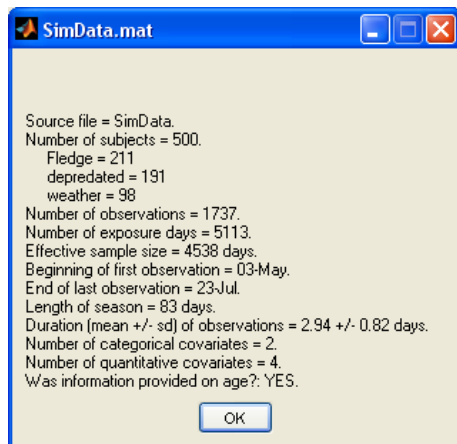 SimData.mat
Source file = SimData.
Number of subjects = 500.
Fledge = 211
depredated = 191
weather = 98
Number of observations = 1737.
Number of exposure days = 5113.
Effective sample size = 4538 days.
Beginning of first observation = 03-May.
End of last observation = 23-Jul.
Length of season = 83 days.
Duration (mean +/- sd) of observations = 2.94 +/- 0.82 days.
Number of categorical covariates = 2.
Number of quantitative covariates = 4.
Was information provided on age?: YES.
OK